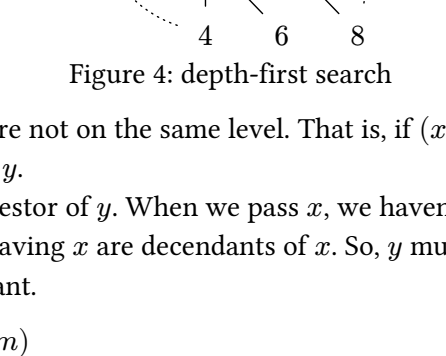 4 6 8
Figure 4: depth-first search
re not on the same level. That is, if (x
y.
estor of y. When we pass x, we haven
aving x are decendants of x. So, y mu
ant.
m)